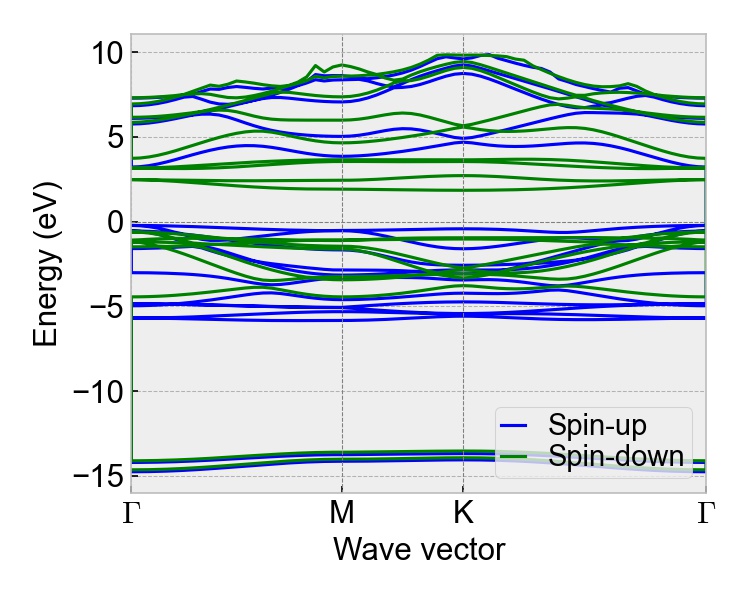 10
5
0
−5
−10
−15
Energy (eV)
Spin-up
Spin-down
Γ M K Γ
Wave vector